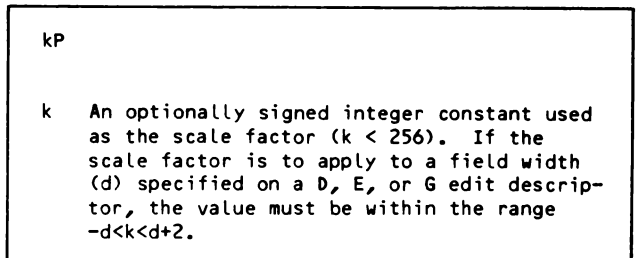 kP
k An optionally signed integer constant used
as the scale factor (k < 256). If the
scale factor is to apply to a field width
(d) specified on a D, E, or G edit descrip-
tor, the value must be within the range
-d<k<d+2.